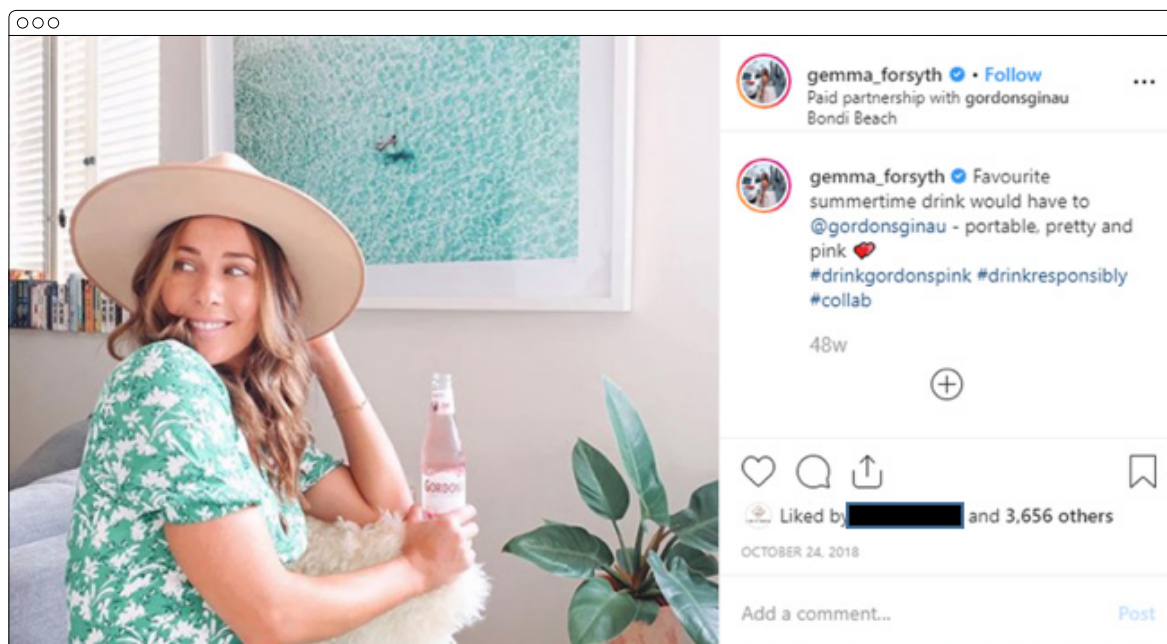 gemma_forsyth • Follow
Paid partnership with gordonsginau
Bondi Beach
gemma_forsyth Favourite
summertime drink would have to
@gordonsginau - portable, pretty and
pink 💕
#drinkgordonspink #drinkresponsibly
#collab
48w
GORDON
Liked by and 3,656 others
OCTOBER 24, 2018
Add a comment...
Post